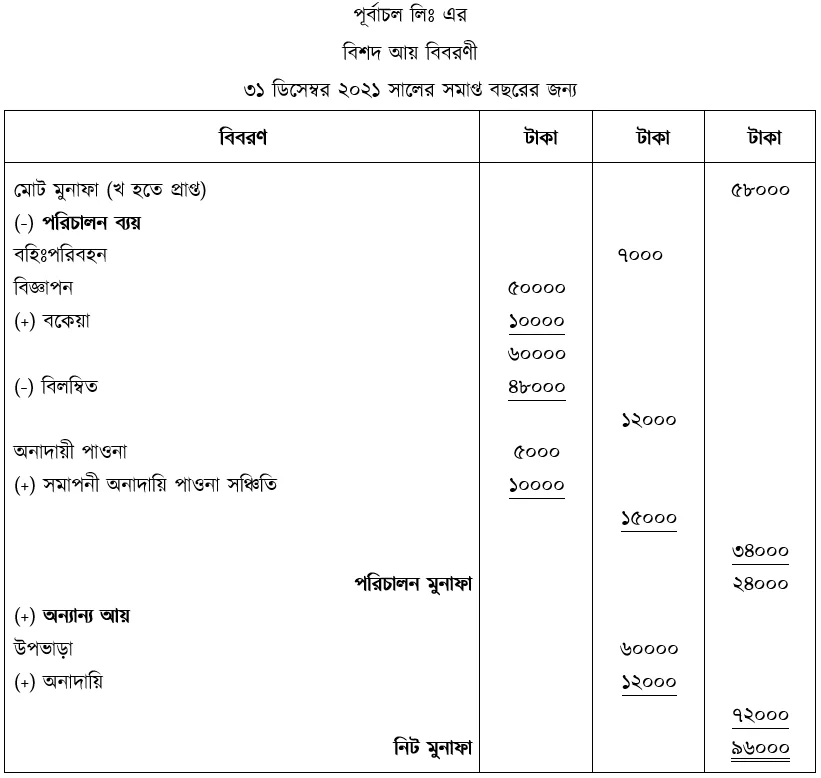 পূর্বাচল লিঃ এর
বিশদ আয় বিবরণী
৩১ ডিসেম্বর ২০২১ সালের সমাপ্ত বছরের জন্য
বিবরণ টাকা টাকা টাকা
মোট মুনাফা (খ হতে প্রাপ্ত) ৫৮০০০
(-) পরিচালন ব্যয়
বহিঃপরিবহন ৭০০০
বিজ্ঞাপন ৫০০০০
(+) বকেয়া ১০০০০
৬০০০০
(-) বিলম্বিত ৪৮০০০
১২০০০
অনাদায়ী পাওনা ৫০০০
(+) সমাপনী অনাদায়ি পাওনা সঞ্চিতি ১০০০০
১৫০০০
৩৪০০০
পরিচালন মুনাফা ২৪০০০
(+) অন্যান্য আয়
উপভাড়া ৬০০০০
(+) অনাদায়ি ১২০০০
৭২০০০
নিট মুনাফা ৯৬০০০